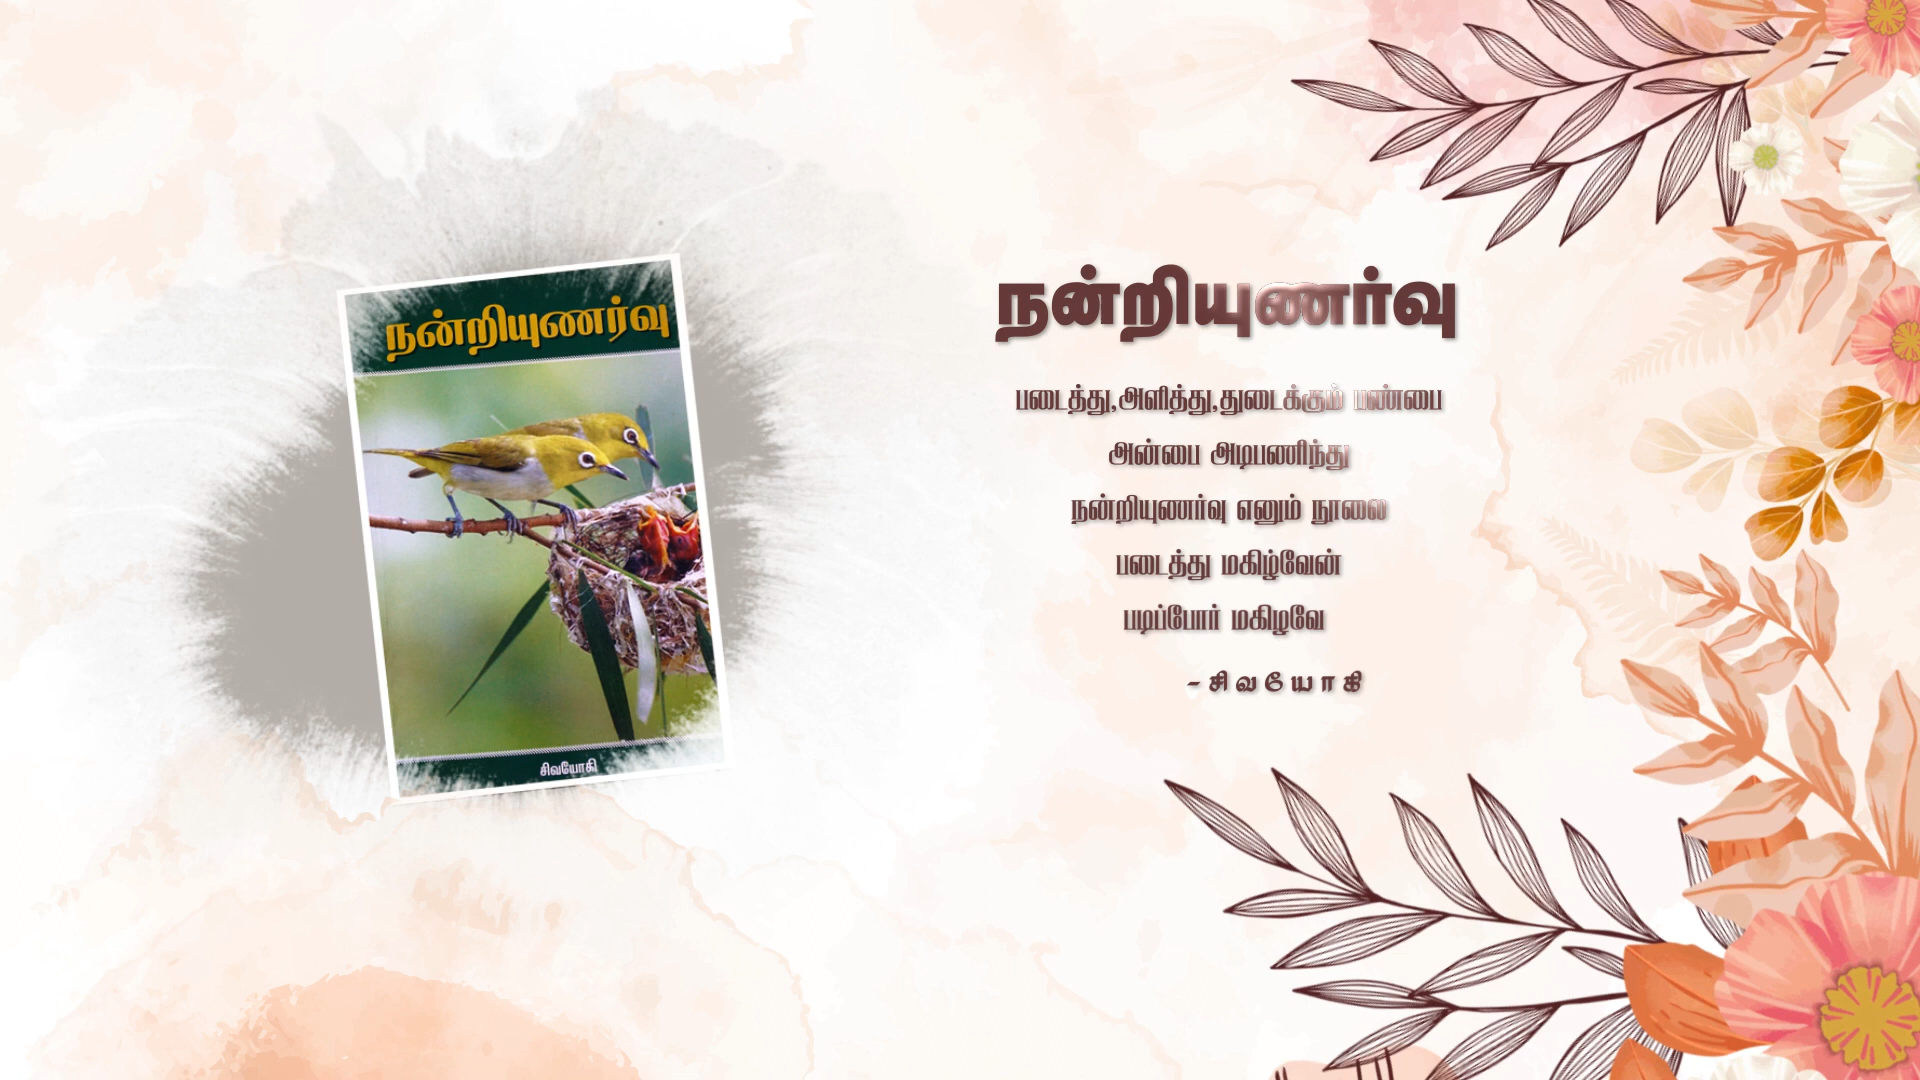 நன்றியுணர்வு
சிவயோகி
நன்றியுணர்வு
படைத்து,அளித்து,துடைக்கும் பண்பை
அன்பை அடிபணிந்து
நன்றியுணர்வு எனும் நூலை
படைத்து மகிழ்வேன்
படிப்போர் மகிழவே
- சிவயோகி